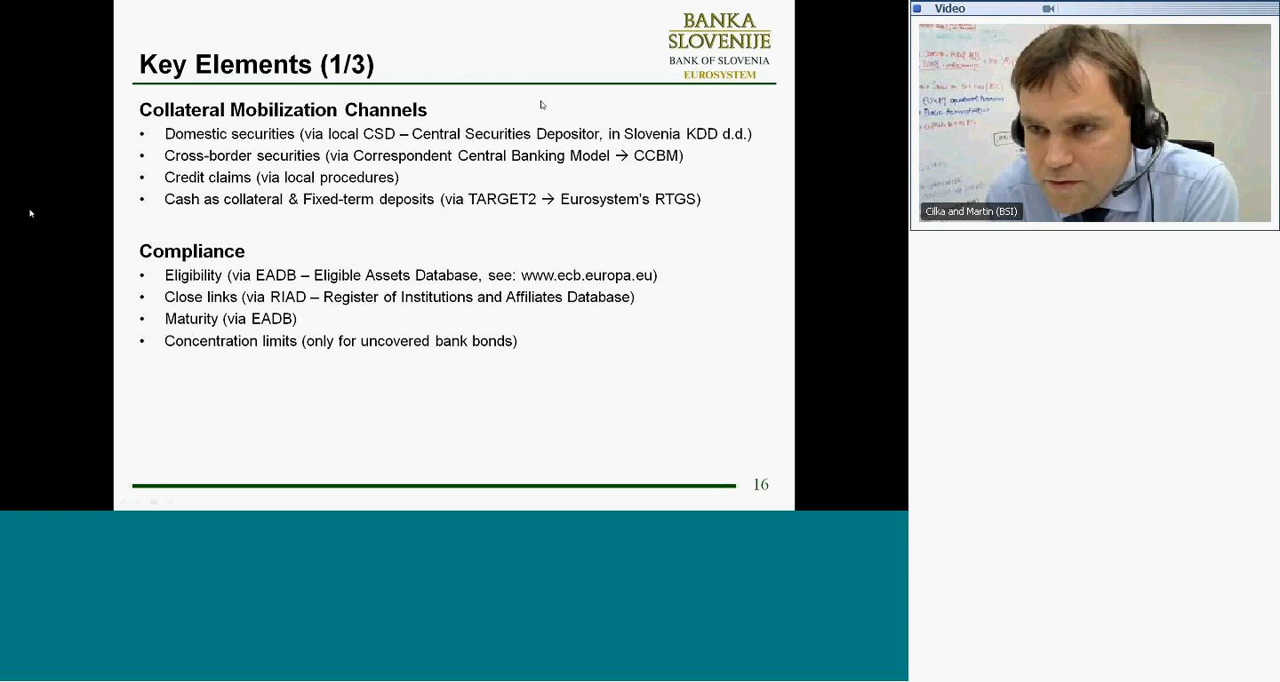 BANKA
SLOVENIJE
BANK OF SLOVENIA
EUROSYSTEM
Key Elements (1/3)
Collateral Mobilization Channels
• Domestic securities (via local CSD – Central Securities Depositor, in Slovenia KDD d.d.)
• Cross-border securities (via Correspondent Central Banking Model → CCBM)
• Credit claims (via local procedures)
• Cash as collateral & Fixed-term deposits (via TARGET2 → Eurosystem's RTGS)
Compliance
• Eligibility (via EADB – Eligible Assets Database, see: www.ecb.europa.eu)
• Close links (via RIAD – Register of Institutions and Affiliates Database)
• Maturity (via EADB)
• Concentration limits (only for uncovered bank bonds)
16
Video
Cilka and Martin (BSI)